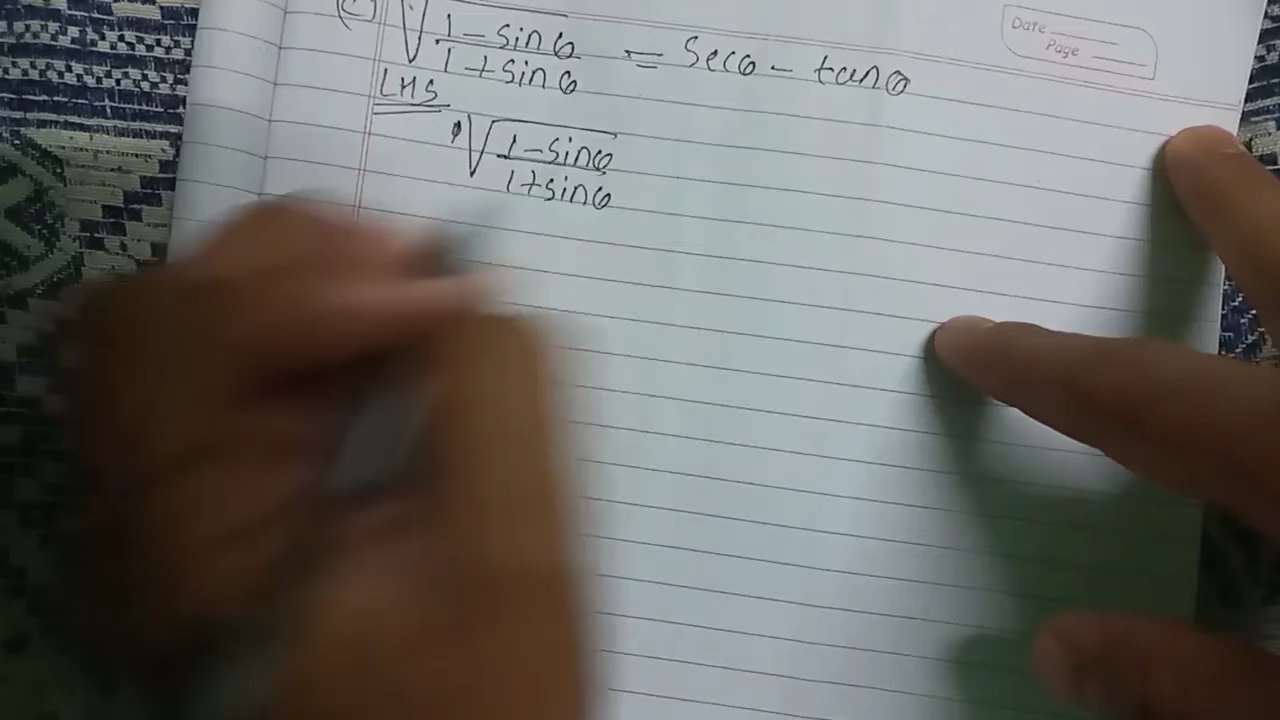 (c) √(1-sinθ / 1+sinθ) = secθ - tanθ
Date
Page
LHS
√(1-sinθ / 1+sinθ)